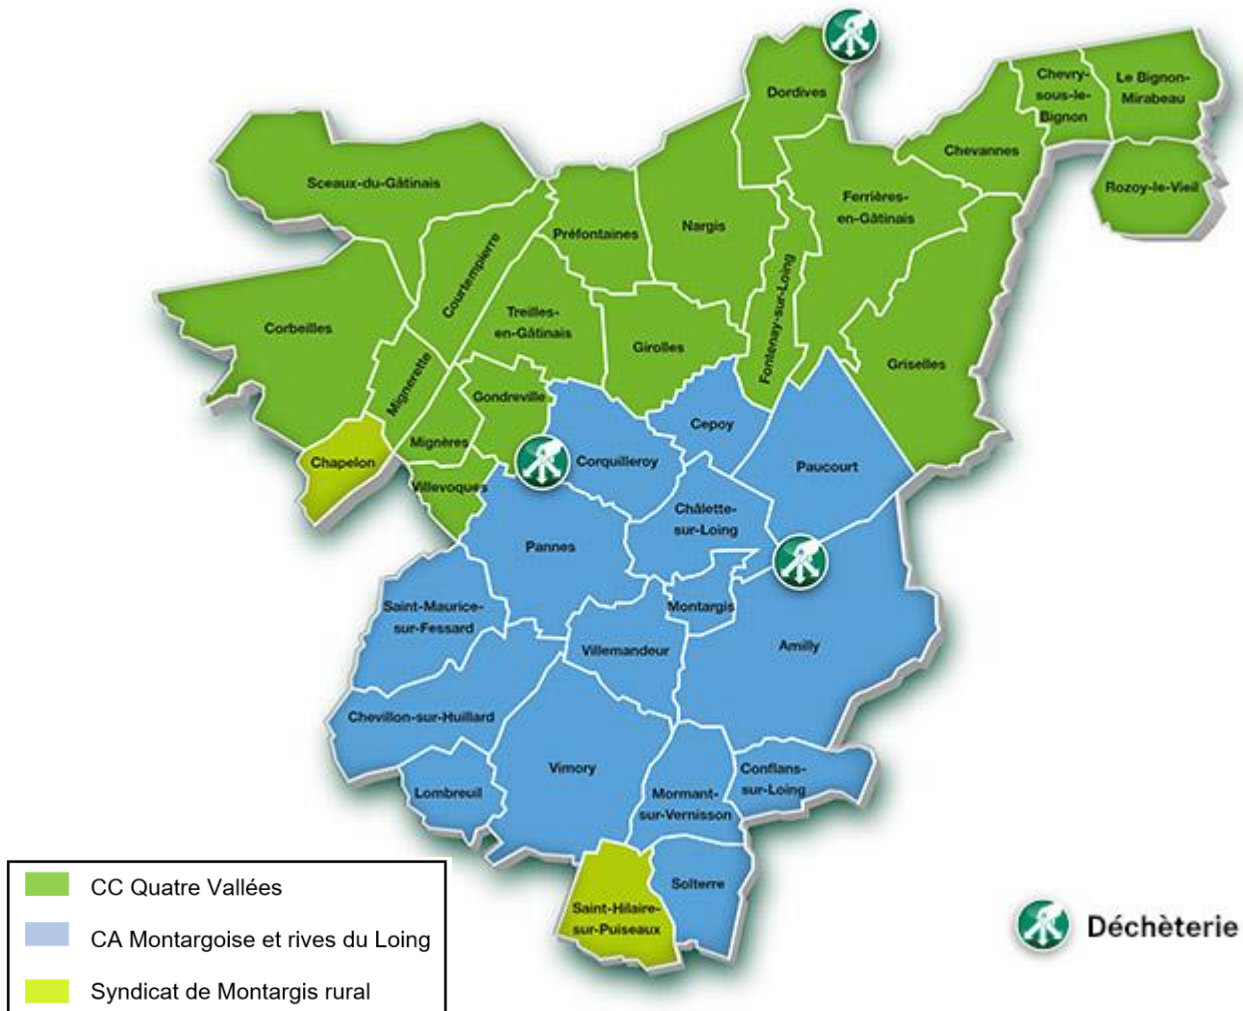 Dordives
Chevry-
sous-le-
Bignon
Le Bignon-
Mirabeau
Chevannes
Sceaux-du-Gâtinais
Rozoy-le-Vieil
Ferrières-
en-Gâtinais
Préfontaines
Nargis
Courtempierre
Corbeilles
Treilles-
en-Gâtinais
Girolles
Fontenay-sur-Loing
Griselles
Mignerette
Gondreville
Cepoy
Mignères
Chapelon
Corquilleroy
Paucourt
Villevoques
Châlette-
sur-Loing
Pannes
Saint-Maurice-
sur-Fessard
Montargis
Villemandeur
Amilly
Chevillon-sur-Huillard
Vimory
Conflans-
sur-Loing
Lombreuil
Mormant-
sur-Vernisson
Solterre
Saint-Hilaire-
sur-Puiseaux
CC Quatre Vallées
CA Montargoise et rives du Loing
Syndicat de Montargis rural
Déchèterie